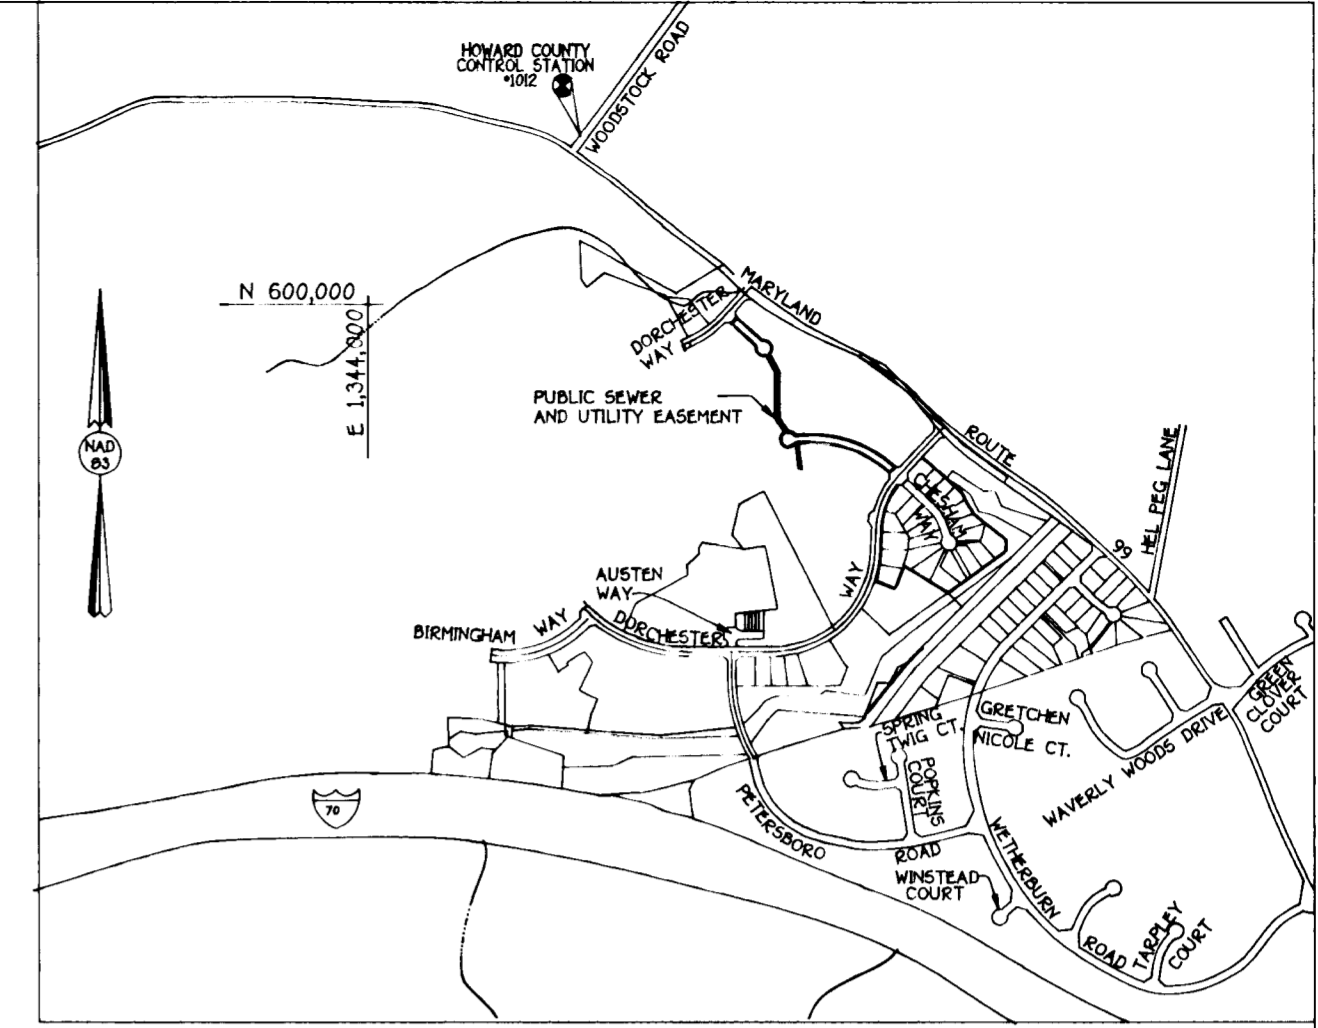 HOWARD COUNTY
CONTROL STATION
*1012
WOODSTOCK ROAD
N 600,000
E 1,344,000
NAD
83
MARYLAND
DORCHESTER
WAY
PUBLIC SEWER
AND UTILITY EASEMENT
ROUTE
99
HEL PEG LANE
CHESHAM
WAY
WAY
AUSTEN
WAY
DORCHESTER
BIRMINGHAM
WAY
GREEN
CLOVER
COURT
SPRING
TWIG CT.
GRETCHEN
NICOLE CT.
WAVERLY WOODS DRIVE
POPKINS
COURT
70
PETERSBORO
ROAD
WETHERBURN
ROAD
WINSTEAD
COURT
TARPLEY
COURT